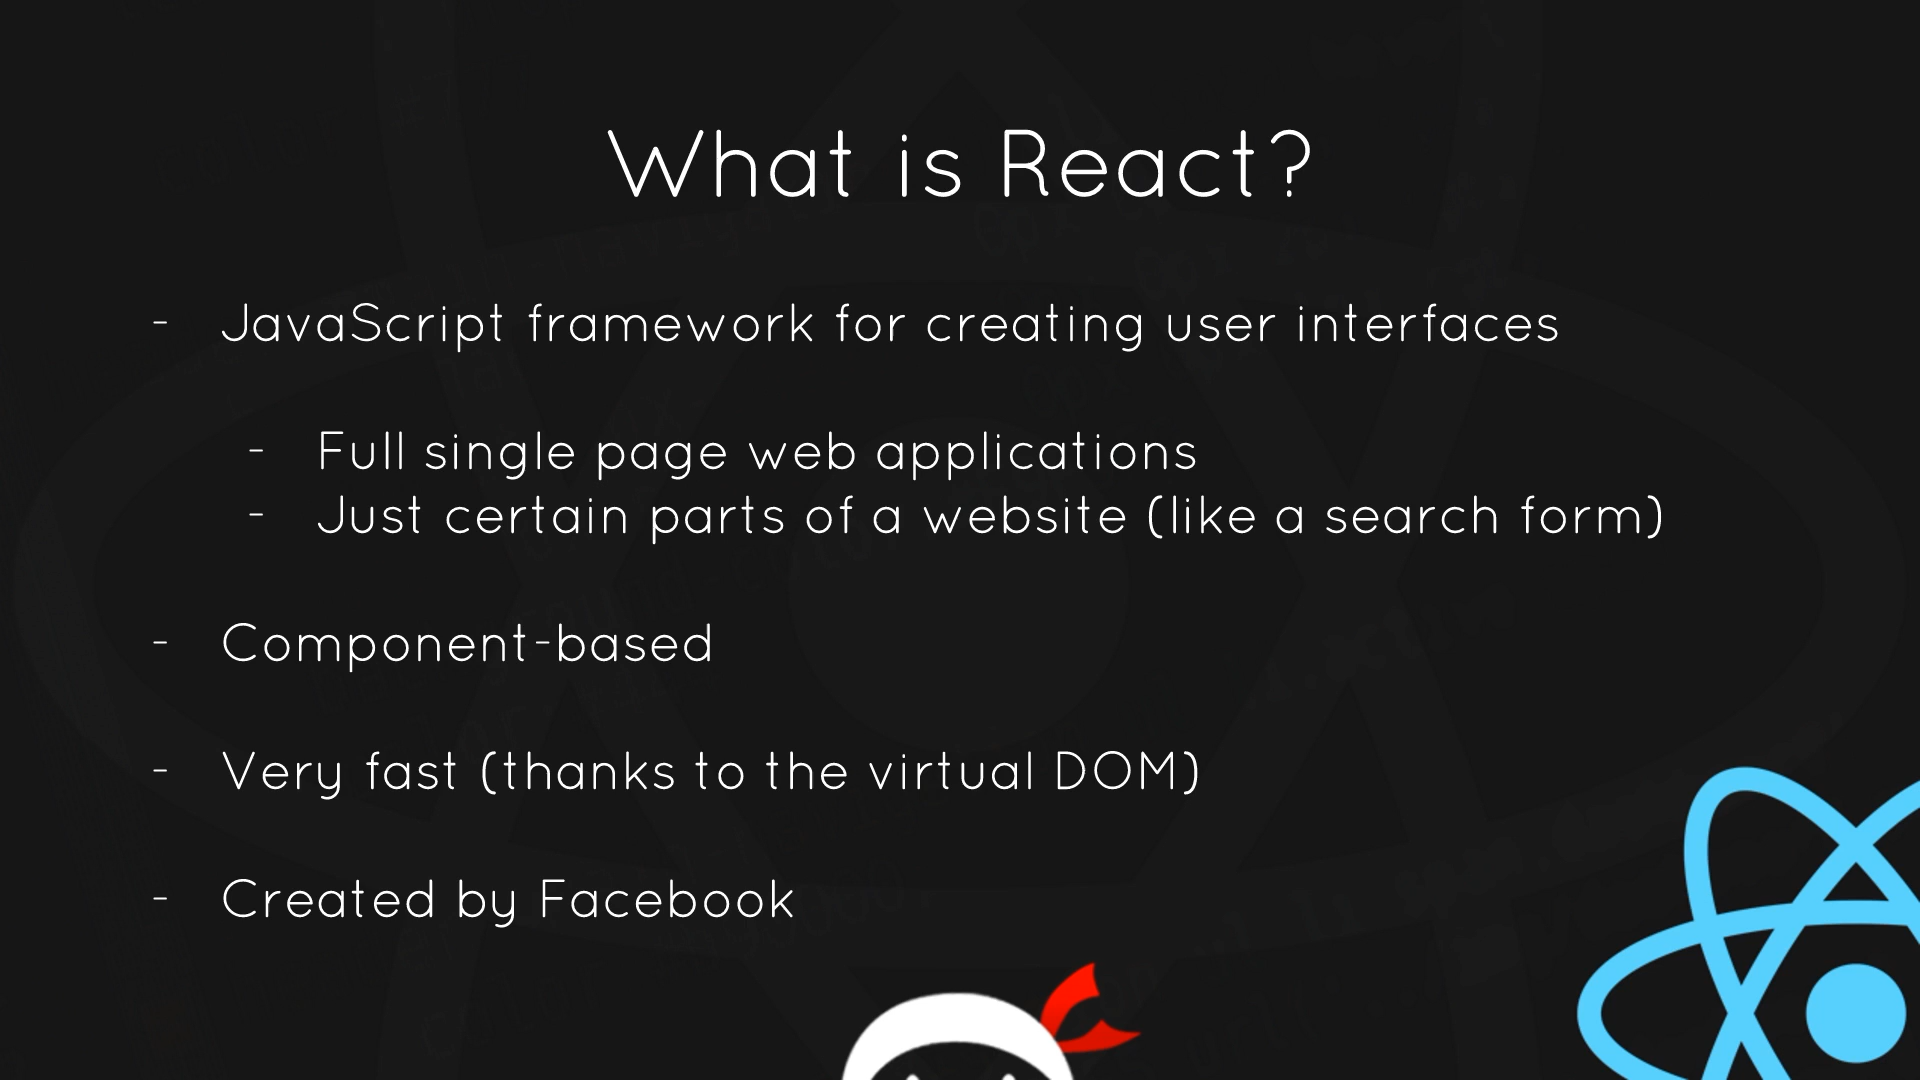 What is React?
- JavaScript framework for creating user interfaces
- Full single page web applications
- Just certain parts of a website (like a search form)
- Component-based
- Very fast (thanks to the virtual DOM)
- Created by Facebook